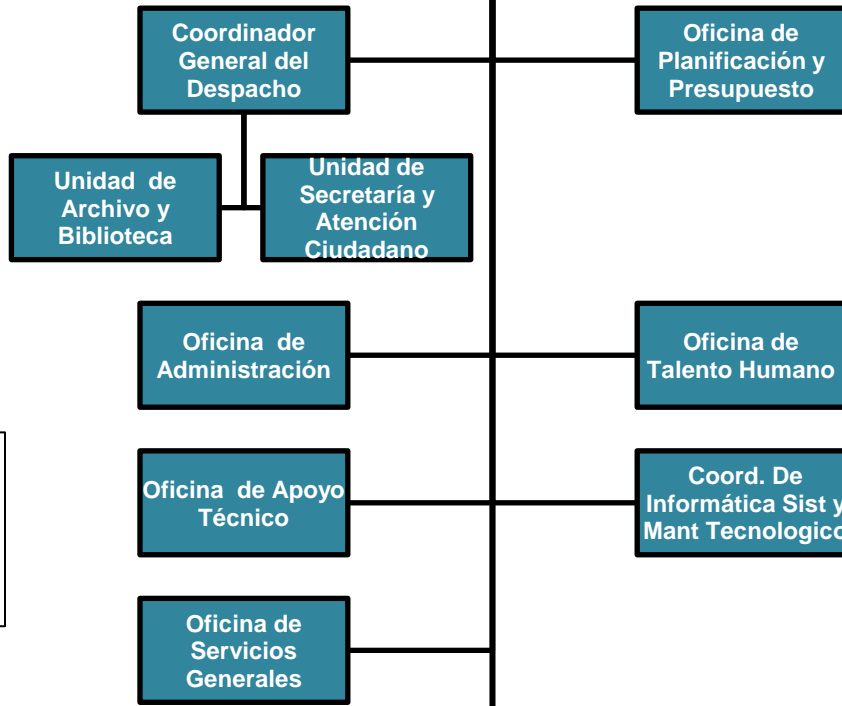 Coordinador
General del
Despacho
Oficina de
Planificación y
Presupuesto
Unidad de
Archivo y
Biblioteca
Unidad de
Secretaría y
Atención
Ciudadano
Oficina de
Administración
Oficina de
Talento Humano
Oficina de Apoyo
Técnico
Coord. De
Informática Sist y
Mant Tecnologico
Oficina de
Servicios
Generales